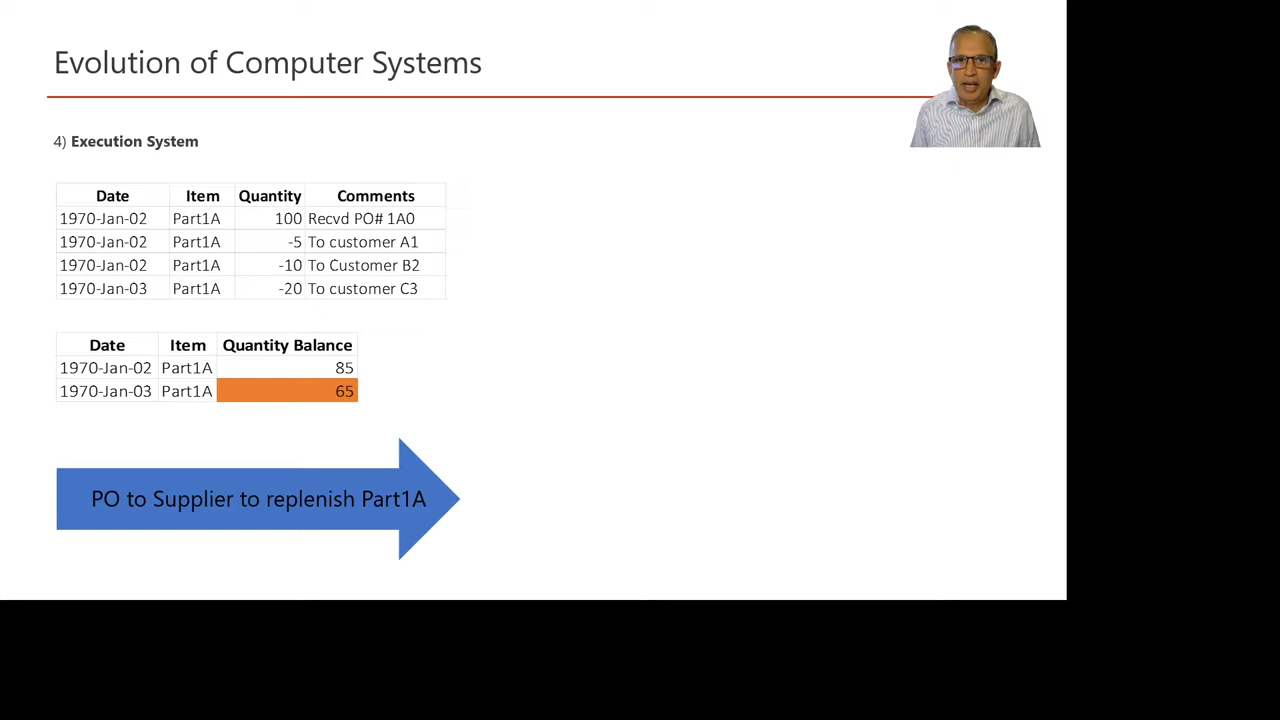 Evolution of Computer Systems
4) Execution System
Date Item Quantity Comments
1970-Jan-02 Part1A 100 Recvd PO# 1A0
1970-Jan-02 Part1A -5 To customer A1
1970-Jan-02 Part1A -10 To Customer B2
1970-Jan-03 Part1A -20 To customer C3
Date Item Quantity Balance
1970-Jan-02 Part1A 85
1970-Jan-03 Part1A 65
PO to Supplier to replenish Part1A